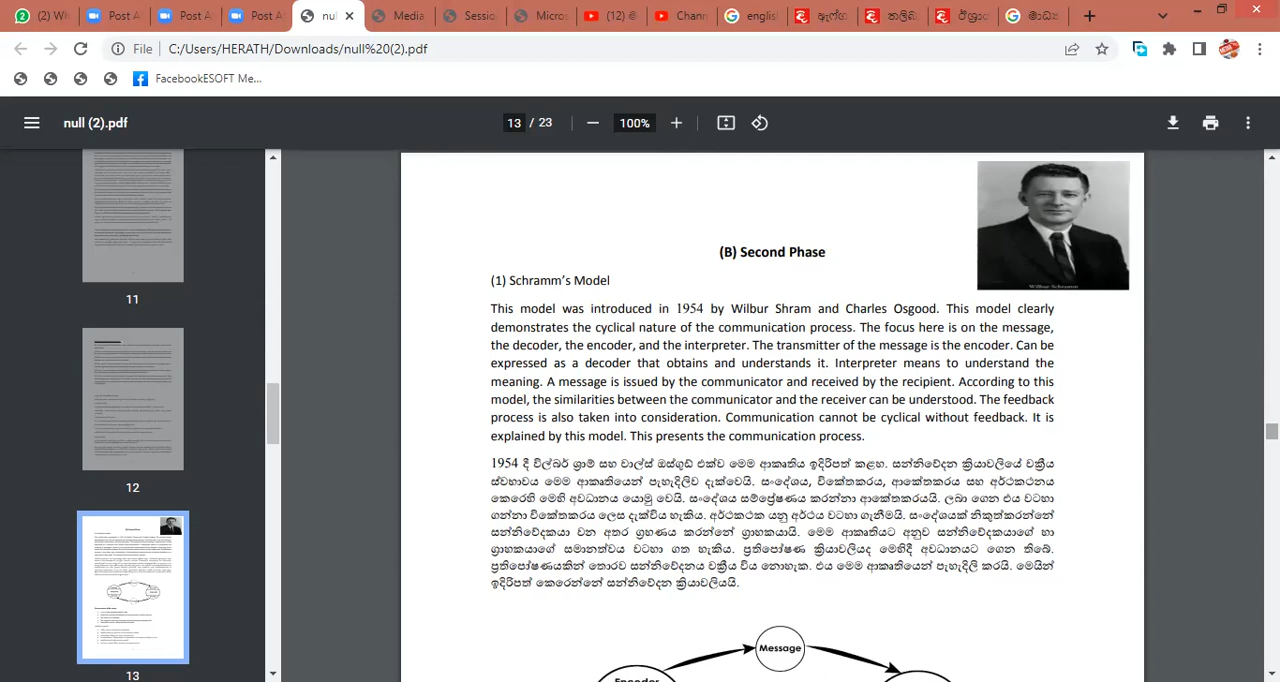 (2) Wh
Post A
Post A
Post A
nul
Media
Sessio
Micros
(12)
Chann
english
ඇෆ්ග
තලිබ
ඊශ්‍රා
මාධ්‍ය
File
C:/Users/HERATH/Downloads/null%20(2).pdf
FacebookESOFT Me...
null (2).pdf
13 / 23
100%
11
12
13
Wilbur Schramm
(B) Second Phase
(1) Schramm's Model
This model was introduced in 1954 by Wilbur Shram and Charles Osgood. This model clearly
demonstrates the cyclical nature of the communication process. The focus here is on the message,
the decoder, the encoder, and the interpreter. The transmitter of the message is the encoder. Can be
expressed as a decoder that obtains and understands it. Interpreter means to understand the
meaning. A message is issued by the communicator and received by the recipient. According to this
model, the similarities between the communicator and the receiver can be understood. The feedback
process is also taken into consideration. Communication cannot be cyclical without feedback. It is
explained by this model. This presents the communication process.
1954 දී විල්බර් ශ්‍රාම් සහ චාල්ස් ඔස්ගුඩ් එක්ව මෙම ආකෘතිය ඉදිරිපත් කළහ. සන්නිවේදන ක්‍රියාවලියේ චක්‍රීය
ස්වභාවය මෙම ආකෘතියෙන් පැහැදිලිව දැක්වෙයි. සංදේශය, විකේතකරය, ආකේතකරය සහ අර්ථකථනය
කෙරෙහි මෙහි අවධානය යොමු වෙයි. සංදේශය සම්ප්‍රේෂණය කරන්නා ආකේතකරයයි. ලබා ගෙන එය වටහා
ගන්නා විකේතකරය ලෙස දැක්විය හැකිය. අර්ථකථක යනු අර්ථය වටහා ගැනීමයි. සංදේශයක් නිකුත්කරන්නේ
සන්නිවේදකයා වන අතර ග්‍රහණය කරන්නේ ග්‍රාහකයායි. මෙම ආකෘතියට අනුව සන්නිවේදකයාගේ හා
ග්‍රාහකයාගේ සමානත්වය වටහා ගත හැකිය. ප්‍රතිපෝෂණ ක්‍රියාවලියද මෙහිදී අවධානයට ගෙන තිබේ.
ප්‍රතිපෝෂණයකින් තොරව සන්නිවේදනය චක්‍රීය විය නොහැක. එය මෙම ආකෘතියෙන් පැහැදිලි කරයි. මෙයින්
ඉදිරිපත් කෙරෙන්නේ සන්නිවේදන ක්‍රියාවලියයි.
Message
Encoder